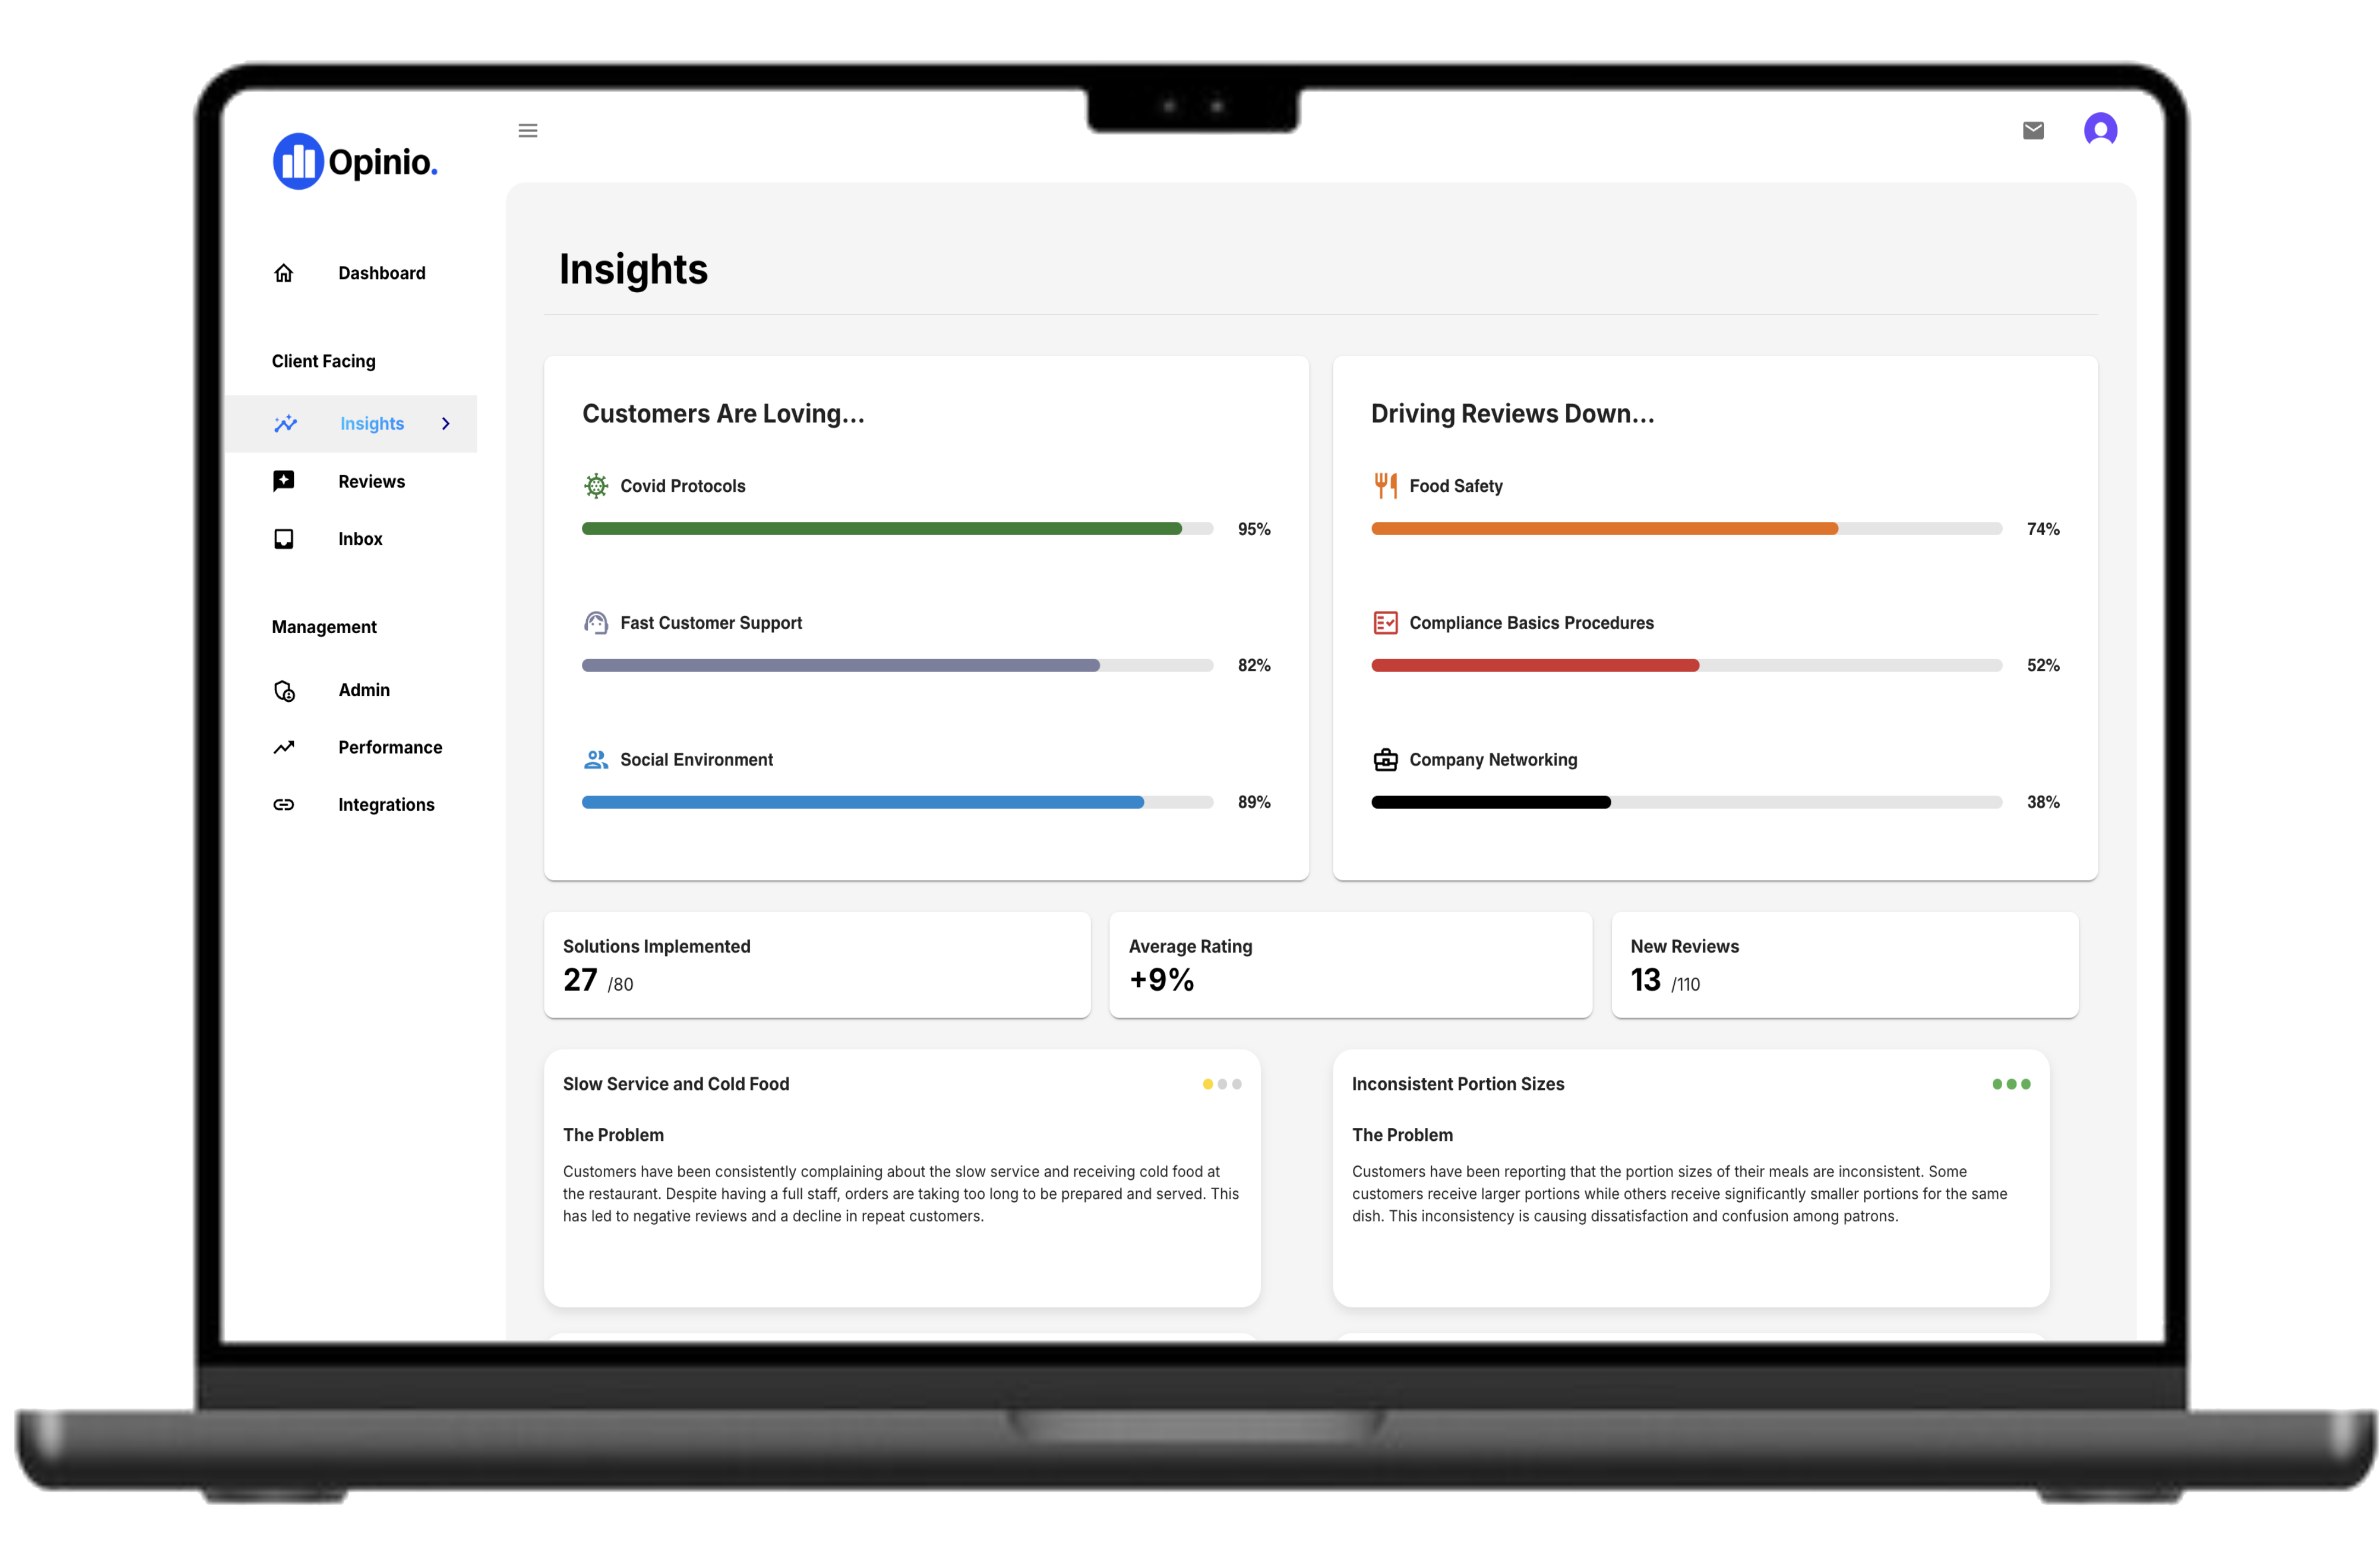 Opinio.
Dashboard
Client Facing
Insights
Reviews
Inbox
Management
Admin
Performance
Integrations
Insights
Customers Are Loving...
Covid Protocols
95%
Fast Customer Support
82%
Social Environment
89%
Driving Reviews Down...
Food Safety
74%
Compliance Basics Procedures
52%
Company Networking
38%
Solutions Implemented
27 /80
Average Rating
+9%
New Reviews
13 /110
Slow Service and Cold Food
The Problem
Customers have been consistently complaining about the slow service and receiving cold food at
the restaurant. Despite having a full staff, orders are taking too long to be prepared and served. This
has led to negative reviews and a decline in repeat customers.
Inconsistent Portion Sizes
The Problem
Customers have been reporting that the portion sizes of their meals are inconsistent. Some
customers receive larger portions while others receive significantly smaller portions for the same
dish. This inconsistency is causing dissatisfaction and confusion among patrons.